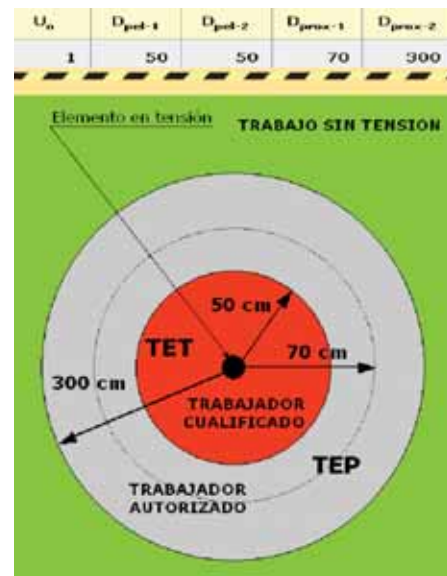 Un Dpel-1 Dpel-2 Dprox-1 Dprox-2
1 50 50 70 300
Elemento en tensión
TRABAJO SIN TENSION
50 cm
TET
70 cm
300 cm
TRABAJADOR
CUALIFICADO
TEP
TRABAJADOR
AUTORIZADO